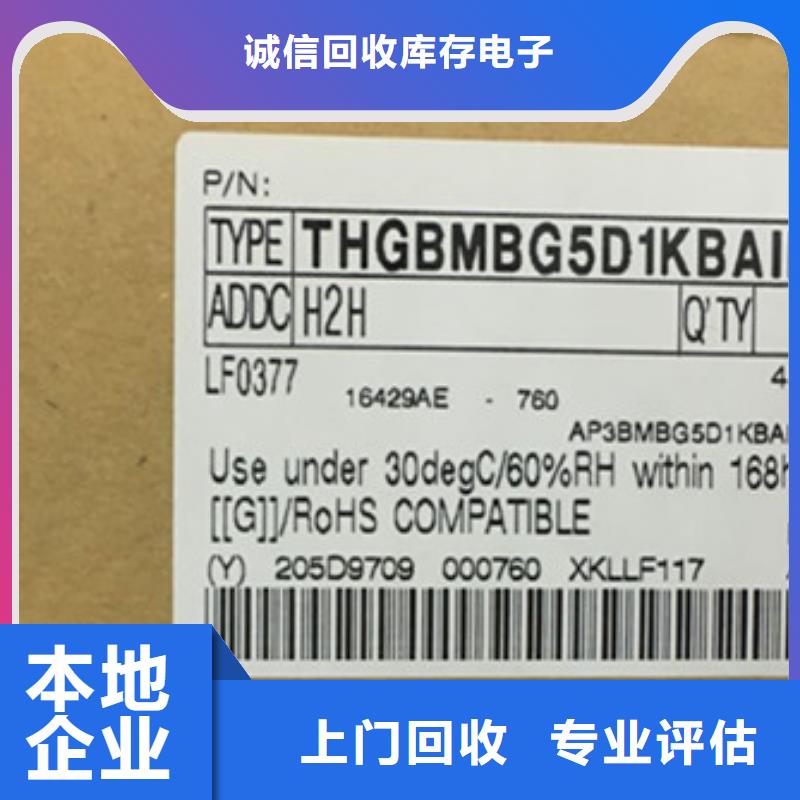 诚信回收库存电子
P/N:
TYPE THGBMBG5D1KBAI
ADDC H2H Q'TY
LF0377 4
16429AE - 760
AP3BMBG5D1KBA
Use under 30degC/60%RH within 168h
[[G]]/RoHS COMPATIBLE
(Y) 205D9709 000760 XKLLF117
本地
企业
上门回收 专业评估